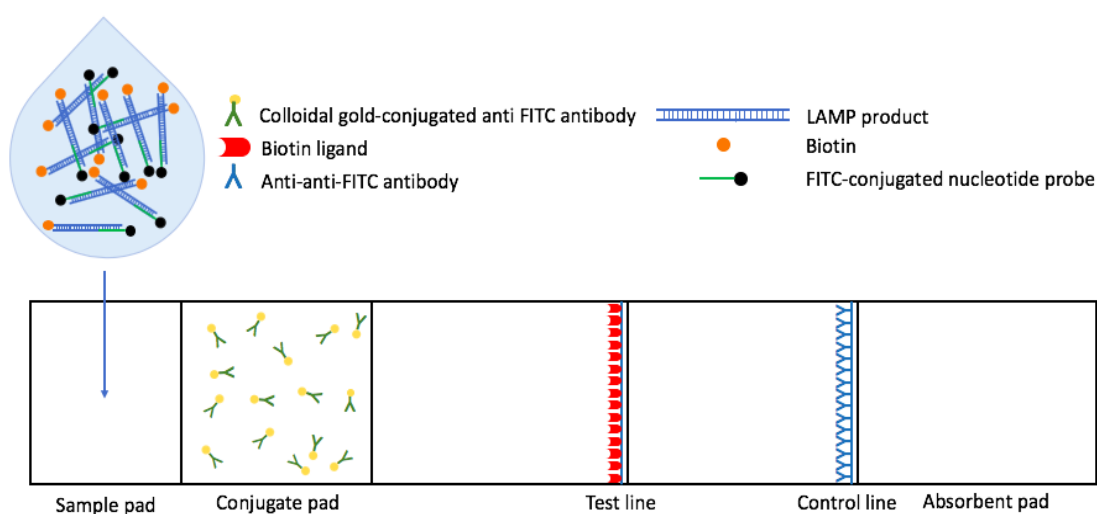 Colloidal gold-conjugated anti FITC antibody
Biotin ligand
Anti-anti-FITC antibody
LAMP product
Biotin
FITC-conjugated nucleotide probe
Sample pad
Conjugate pad
Test line
Control line
Absorbent pad